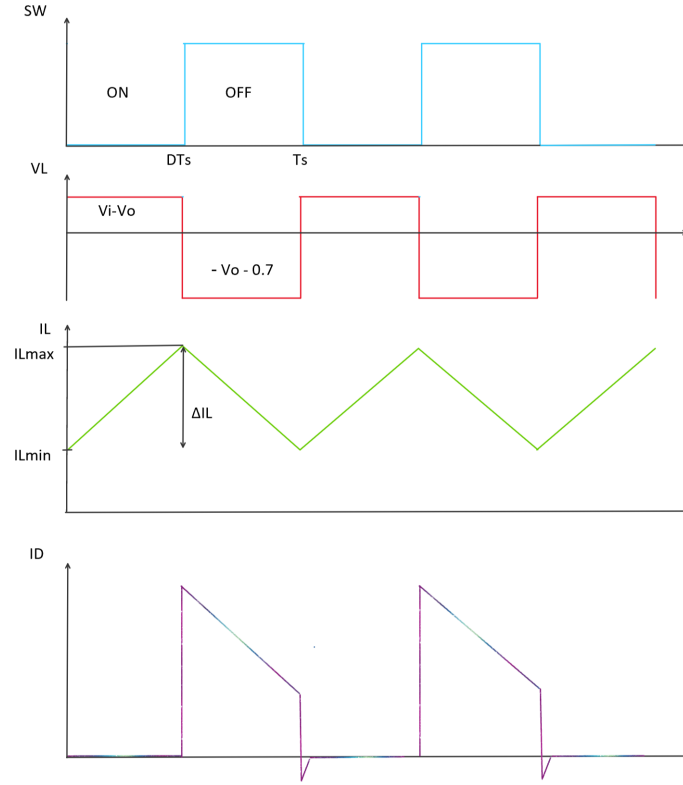 SW
ON
OFF
DTs
Ts
VL
Vi-Vo
- Vo - 0.7
IL
ILmax
ΔIL
ILmin
ID